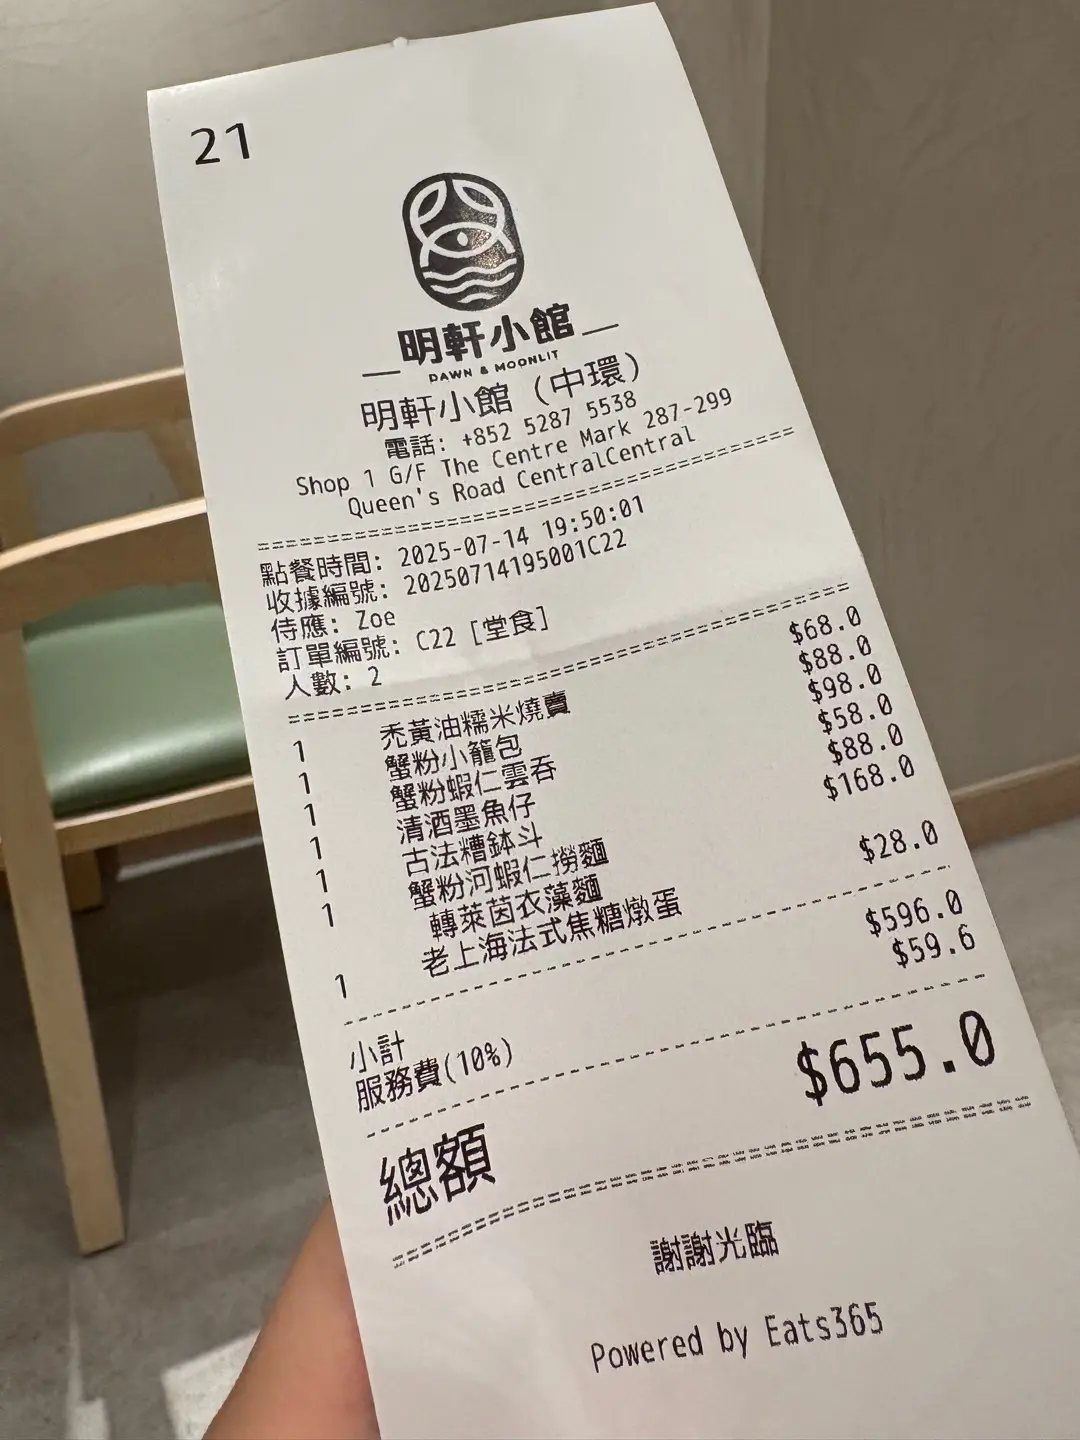 21
明軒小館
DAWN & MOONLIT
明軒小館 (中環)
電話: +852 5287 5538
Shop 1 G/F The Centre Mark 287-299
Queen's Road CentralCentral
點餐時間: 2025-07-14 19:50:01
收據編號: 20250714195001C22
侍應: Zoe
訂單編號: C22 [堂食]
人數: 2
1 禿黃油糯米燒賣 $68.0
1 蟹粉小籠包 $88.0
1 蟹粉蝦仁雲吞 $98.0
1 清酒墨魚仔 $58.0
1 古法糟鉢斗 $88.0
1 蟹粉河蝦仁撈麵 $168.0
轉萊茵衣藻麵
1 老上海法式焦糖燉蛋 $28.0
小計 $596.0
服務費(10%) $59.6
總額 $655.0
謝謝光臨
Powered by Eats365